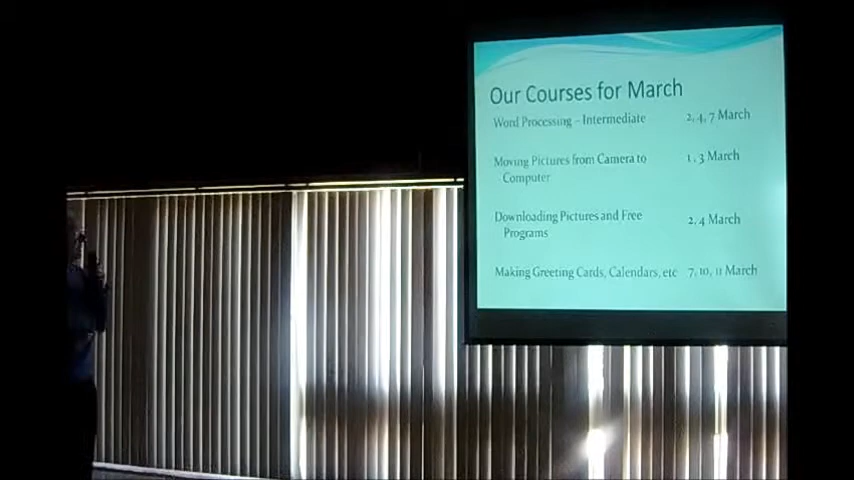 Our Courses for March
Word Processing – Intermediate 2, 4, 7 March
Moving Pictures from Camera to 1, 3 March
Computer
Downloading Pictures and Free 2, 4 March
Programs
Making Greeting Cards, Calendars, etc 7, 10, 11 March